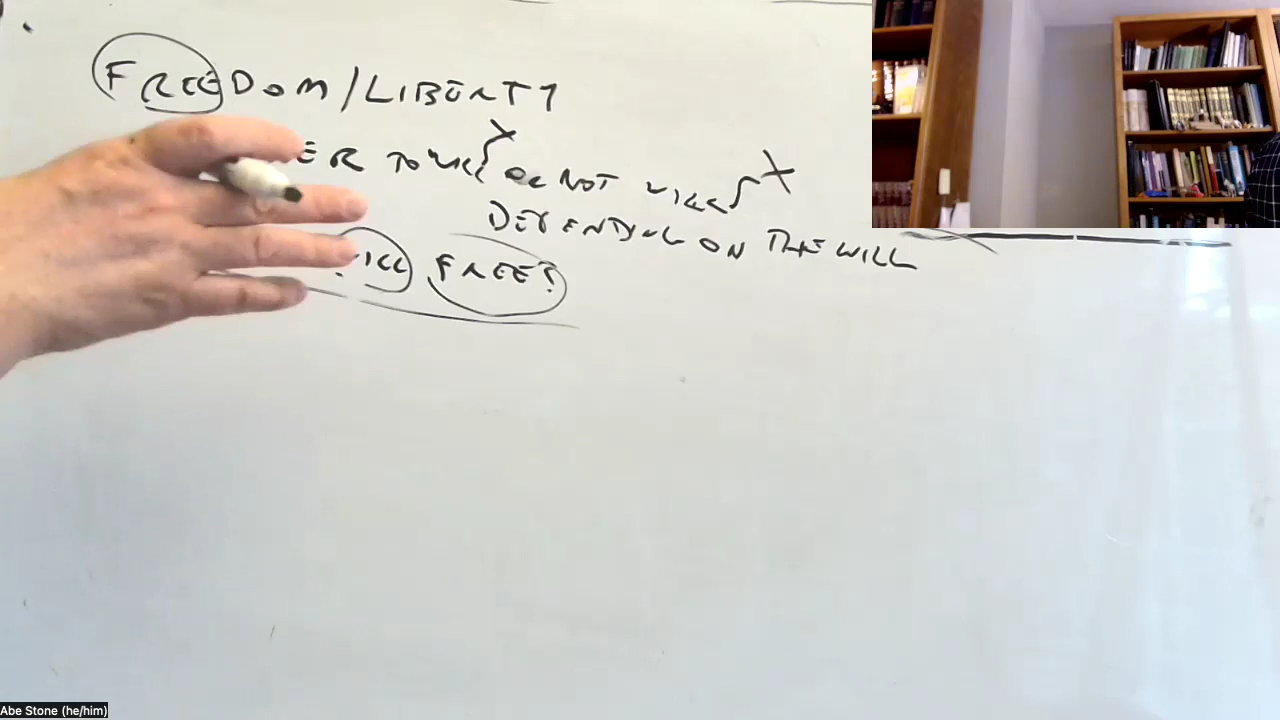 FREEDOM/LIBERTY
ER TO WILL X OR NOT WILL X
DEPENDING ON THE WILL
WILL FREE?
Abe Stone (he/him)